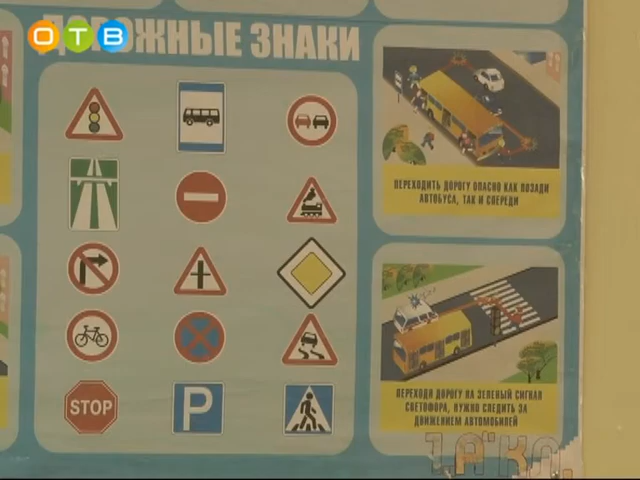 ОТВ
ДОРОЖНЫЕ ЗНАКИ
STOP
P
ПЕРЕХОДИТЬ ДОРОГУ ОПАСНО КАК ПОЗАДИ
АВТОБУСА, ТАК И СПЕРЕДИ
ПЕРЕХОДЯ ДОРОГУ НА ЗЕЛЕНЫЙ СИГНАЛ
СВЕТОФОРА, НУЖНО СЛЕДИТЬ ЗА
ДВИЖЕНИЕМ АВТОМОБИЛЕЙ